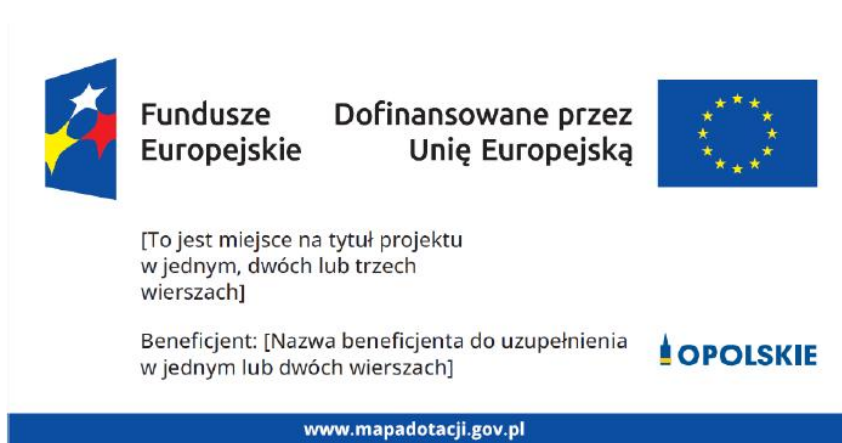 Fundusze
Europejskie
Dofinansowane przez
Unię Europejską
[To jest miejsce na tytuł projektu
w jednym, dwóch lub trzech
wierszach]
Beneficjent: [Nazwa beneficjenta do uzupełnienia
w jednym lub dwóch wierszach]
OPOLSKIE
www.mapadotacji.gov.pl